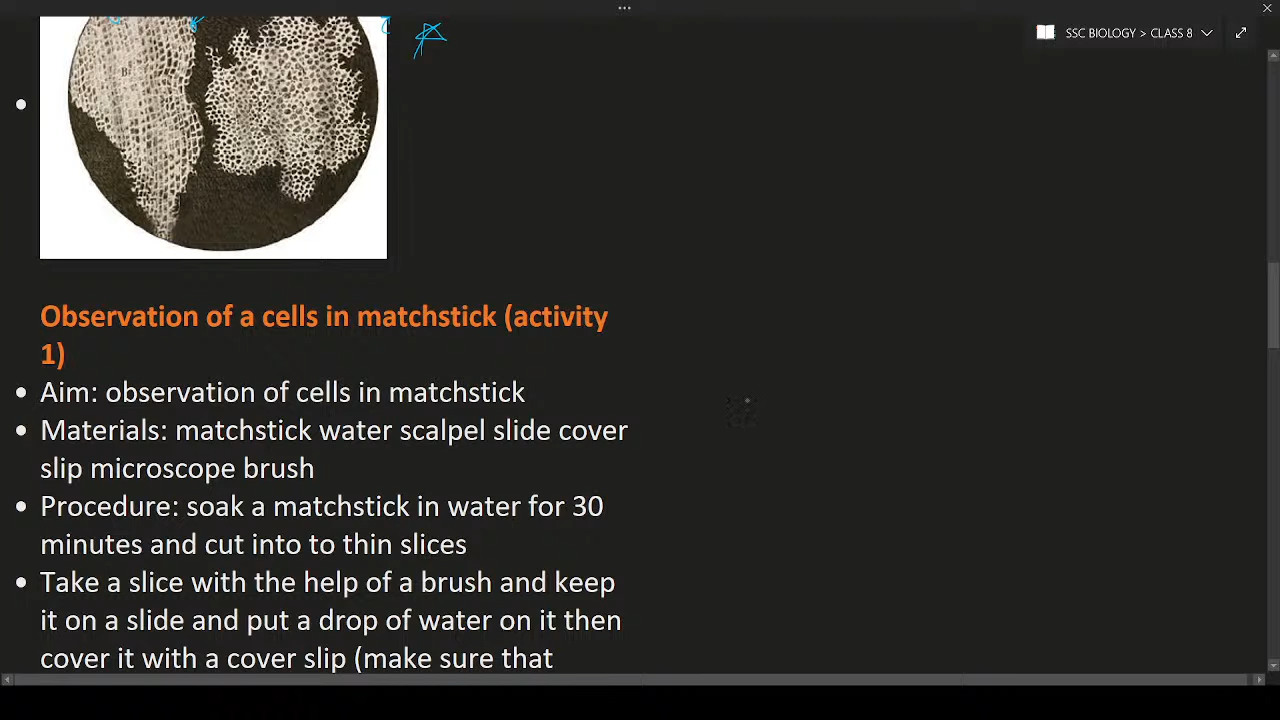 SSC BIOLOGY > CLASS 8
Observation of a cells in matchstick (activity
1)
• Aim: observation of cells in matchstick
• Materials: matchstick water scalpel slide cover
slip microscope brush
• Procedure: soak a matchstick in water for 30
minutes and cut into to thin slices
• Take a slice with the help of a brush and keep
it on a slide and put a drop of water on it then
cover it with a cover slip (make sure that